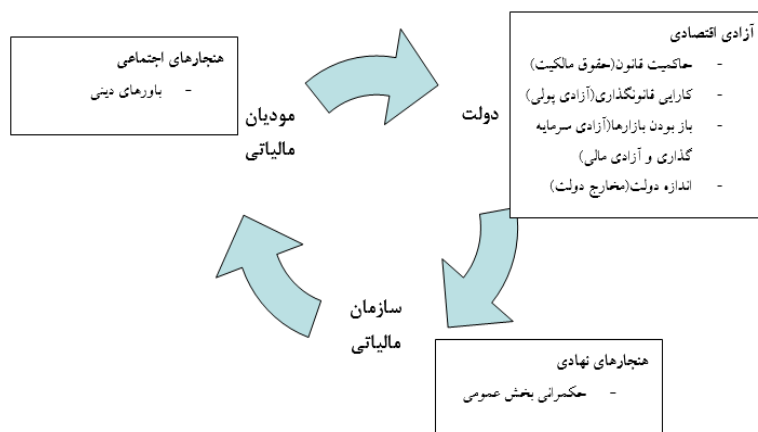 آزادی اقتصادی
- حاکمیت قانون(حقوق مالکیت)
- کارایی قانونگذاری(آزادی پولی)
- باز بودن بازارها(آزادی سرمایه
گذاری و آزادی مالی)
- اندازه دولت(مخارج دولت)
دولت
هنجارهای اجتماعی
- باورهای دینی
مودیان
مالیاتی
سازمان
مالیاتی
هنجارهای نهادی
- حکمرانی بخش عمومی